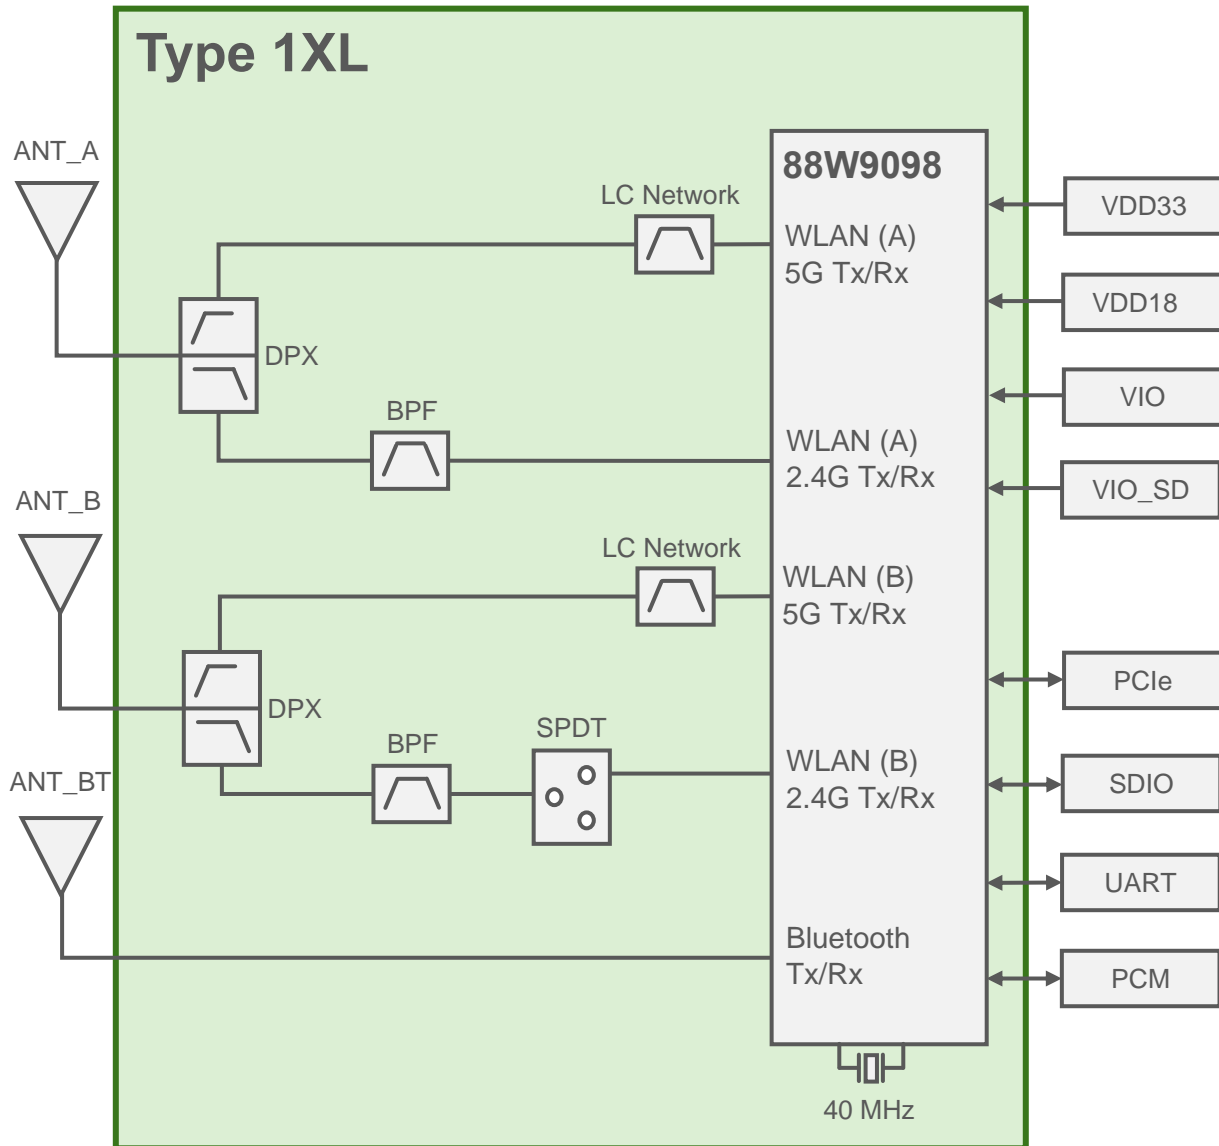 Type 1XL
ANT_A
88W9098
LC Network
VDD33
WLAN (A)
5G Tx/Rx
VDD18
DPX
BPF
VIO
WLAN (A)
2.4G Tx/Rx
VIO_SD
ANT_B
LC Network
WLAN (B)
5G Tx/Rx
PCIe
DPX
BPF
SPDT
WLAN (B)
2.4G Tx/Rx
SDIO
ANT_BT
UART
Bluetooth
Tx/Rx
PCM
40 MHz